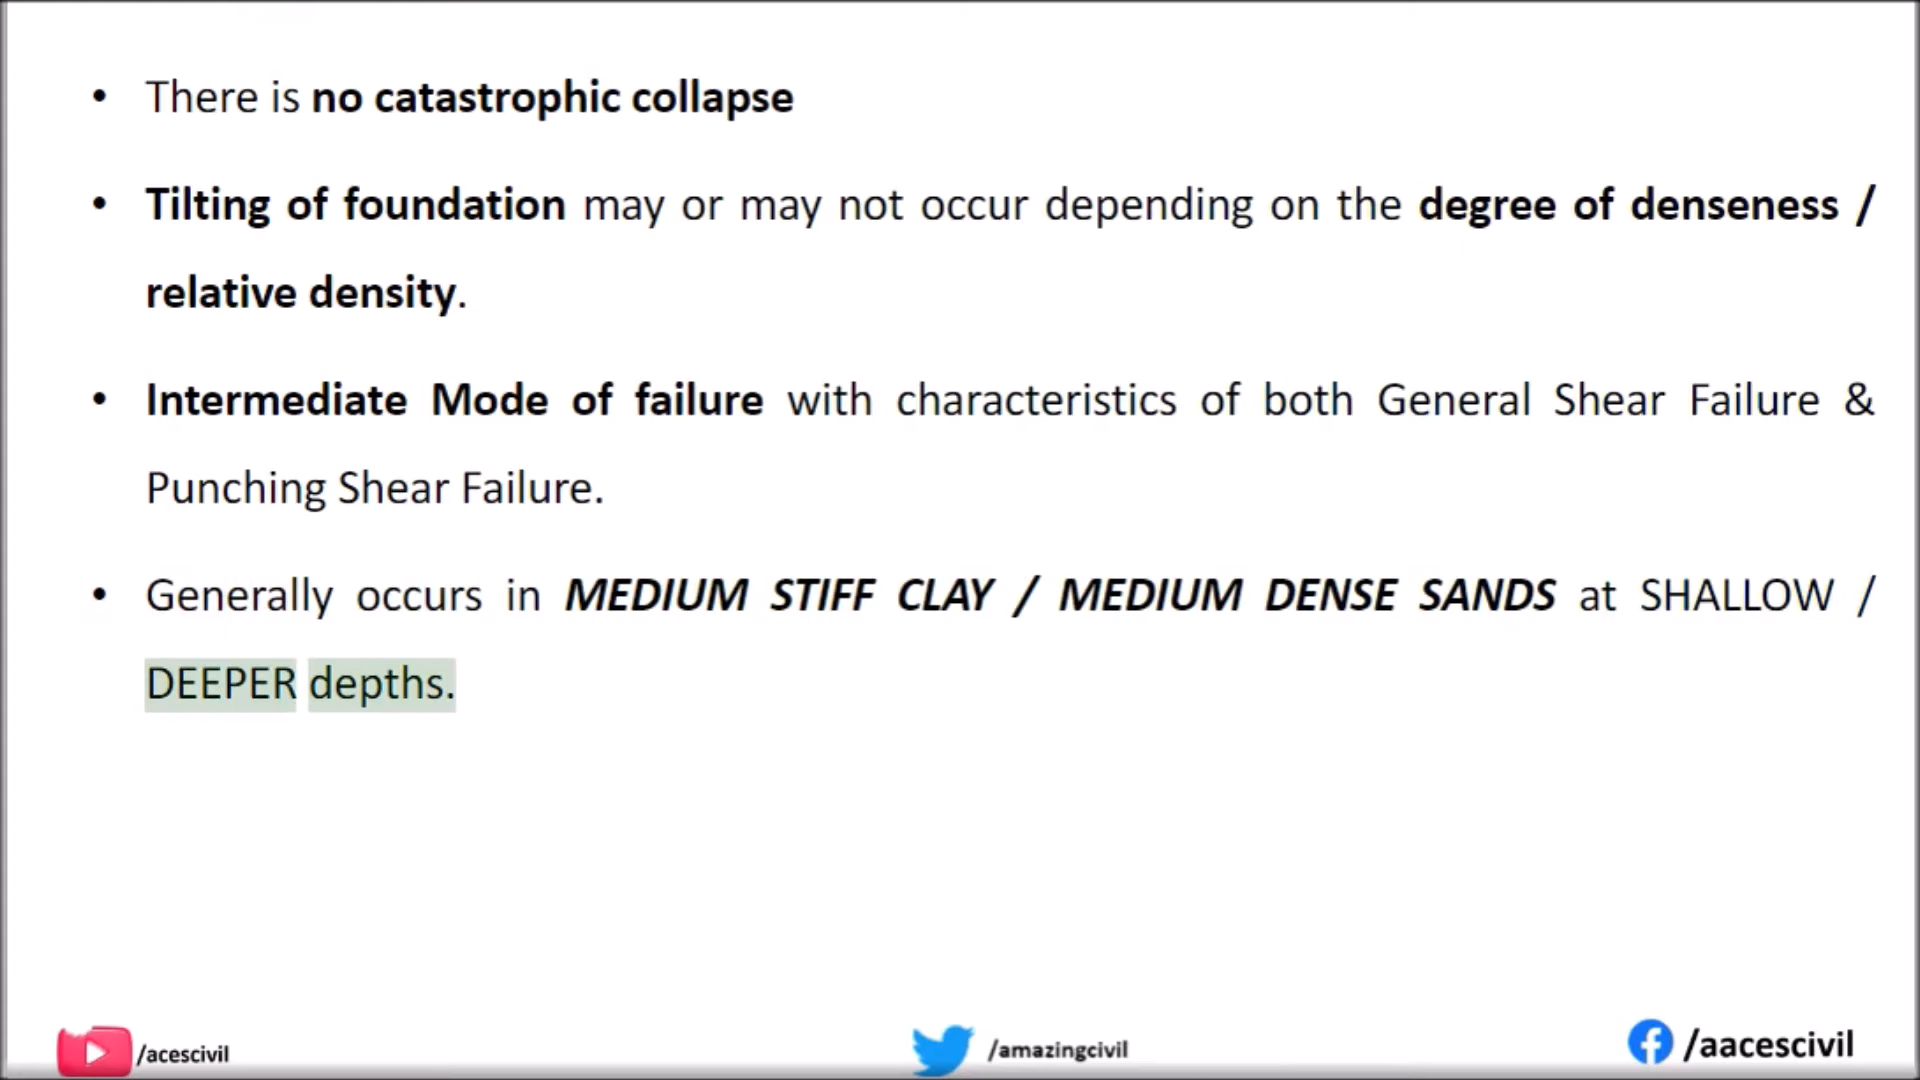 • There is no catastrophic collapse
• Tilting of foundation may or may not occur depending on the degree of denseness /
relative density.
• Intermediate Mode of failure with characteristics of both General Shear Failure &
Punching Shear Failure.
• Generally occurs in MEDIUM STIFF CLAY / MEDIUM DENSE SANDS at SHALLOW /
DEEPER depths.
/acescivil
/amazingcivil
/aacescivil